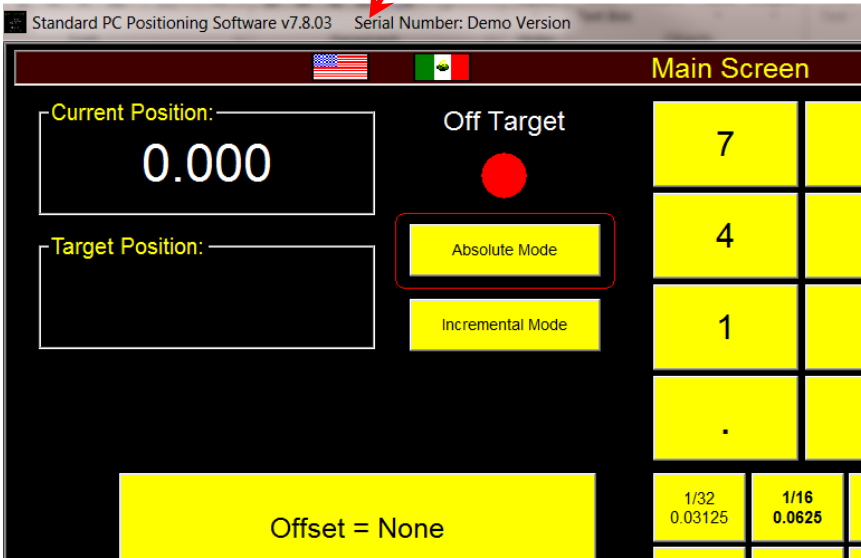 Standard PC Positioning Software v7.8.03 Serial Number: Demo Version
Main Screen
Current Position:
0.000
Off Target
Target Position:
Absolute Mode
Incremental Mode
7
4
1
.
Offset = None
1/32
0.03125
1/16
0.0625